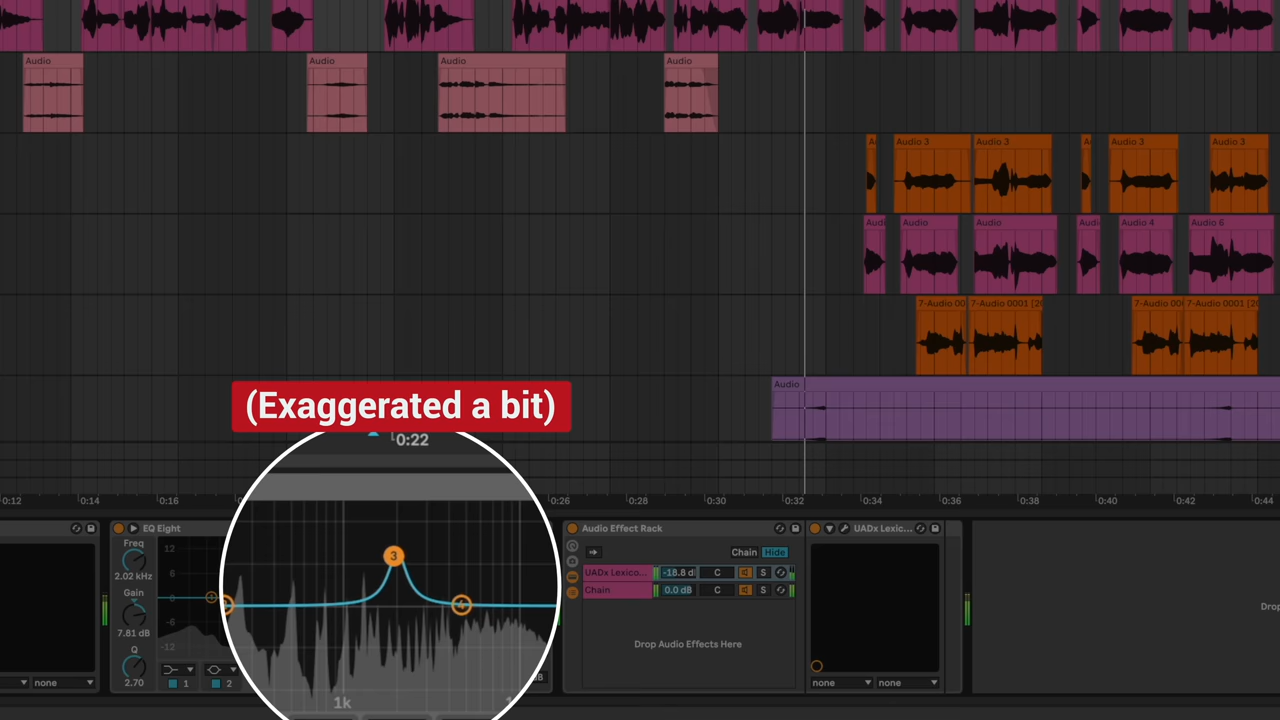 Audio
Audio
Audio
Audio
Audio 3
Audio 3
Audio 3
Audio 3
Audio
Audio
Audio 4
Audio 6
7-Audio 00
7-Audio 0001 [20
7-Audio 00
7-Audio 0001 [20
Audio
(Exaggerated a bit)
0:22
0:12
0:14
0:16
0:26
0:28
0:30
0:32
0:34
0:36
0:38
0:40
0:42
0:44
EQ Eight
Audio Effect Rack
UADx Lexic...
Freq
2.02 kHz
Gain
7.81 dB
Q
2.70
12
6
0
-6
-12
3
4
1k
Chain Hide
UADx Lexico... -18.8 d C S
Chain 0.0 dB C S
Drop Audio Effects Here
Drop
none
1
2
none
none